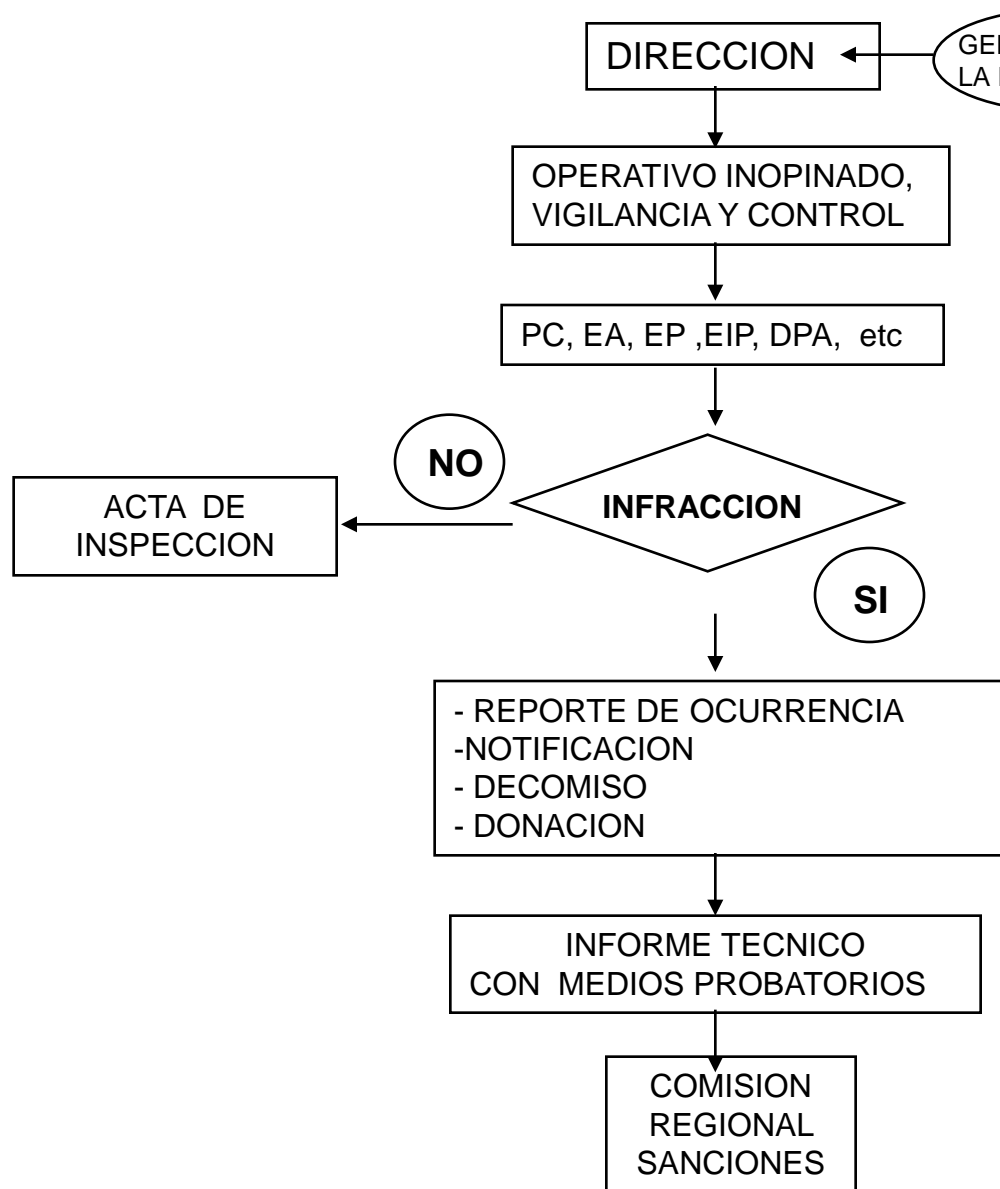 DIRECCION
OPERATIVO INOPINADO,
VIGILANCIA Y CONTROL
PC, EA, EP ,EIP, DPA, etc
NO
INFRACCION
ACTA DE
INSPECCION
SI
- REPORTE DE OCURRENCIA
-NOTIFICACION
- DECOMISO
- DONACION
INFORME TECNICO
CON MEDIOS PROBATORIOS
COMISION
REGIONAL
SANCIONES